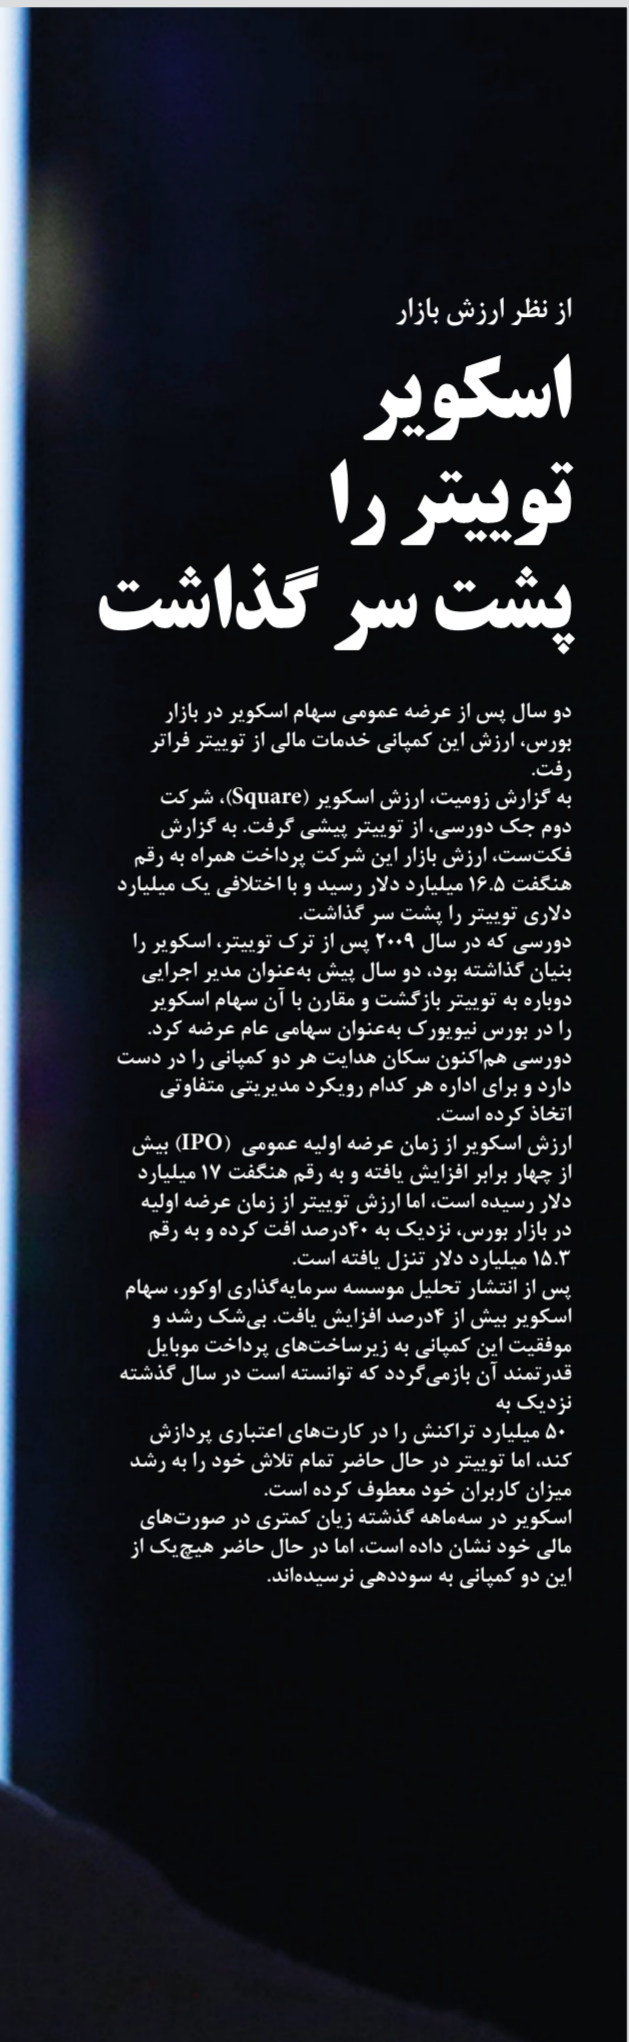 از نظر ارزش بازار
اسکویر
توییتر را
پشت سر گذاشت
دو سال پس از عرضه عمومی سهام اسکویر در بازار
بورس، ارزش این کمپانی خدمات مالی از توییتر فراتر
رفت.
به گزارش زومیت، ارزش اسکویر (Square)، شرکت
دوم جک دورسی، از توییتر پیشی گرفت. به گزارش
فکت‌ست، ارزش بازار این شرکت پرداخت همراه به رقم
هنگفت ۱۶.۵ میلیارد دلار رسید و با اختلافی یک میلیارد
دلاری توییتر را پشت سر گذاشت.
دورسی که در سال ۲۰۰۹ پس از ترک توییتر، اسکویر را
بنیان گذاشته بود، دو سال پیش به‌عنوان مدیر اجرایی
دوباره به توییتر بازگشت و مقارن با آن سهام اسکویر
را در بورس نیویورک به‌عنوان سهامی عام عرضه کرد.
دورسی هم‌اکنون سکان هدایت هر دو کمپانی را در دست
دارد و برای اداره هر کدام رویکرد مدیریتی متفاوتی
اتخاذ کرده است.
ارزش اسکویر از زمان عرضه اولیه عمومی (IPO) بیش
از چهار برابر افزایش یافته و به رقم هنگفت ۱۷ میلیارد
دلار رسیده است، اما ارزش توییتر از زمان عرضه اولیه
در بازار بورس، نزدیک به ۴۰درصد افت کرده و به رقم
۱۵.۳ میلیارد دلار تنزل یافته است.
پس از انتشار تحلیل موسسه سرمایه‌گذاری اوکور، سهام
اسکویر بیش از ۴درصد افزایش یافت. بی‌شک رشد و
موفقیت این کمپانی به زیرساخت‌های پرداخت موبایل
قدرتمند آن بازمی‌گردد که توانسته است در سال گذشته
نزدیک به
۵۰ میلیارد تراکنش را در کارت‌های اعتباری پردازش
کند، اما توییتر در حال حاضر تمام تلاش خود را به رشد
میزان کاربران خود معطوف کرده است.
اسکویر در سه‌ماهه گذشته زیان کمتری در صورت‌های
مالی خود نشان داده است، اما در حال حاضر هیچ‌یک از
این دو کمپانی به سوددهی نرسیده‌اند.